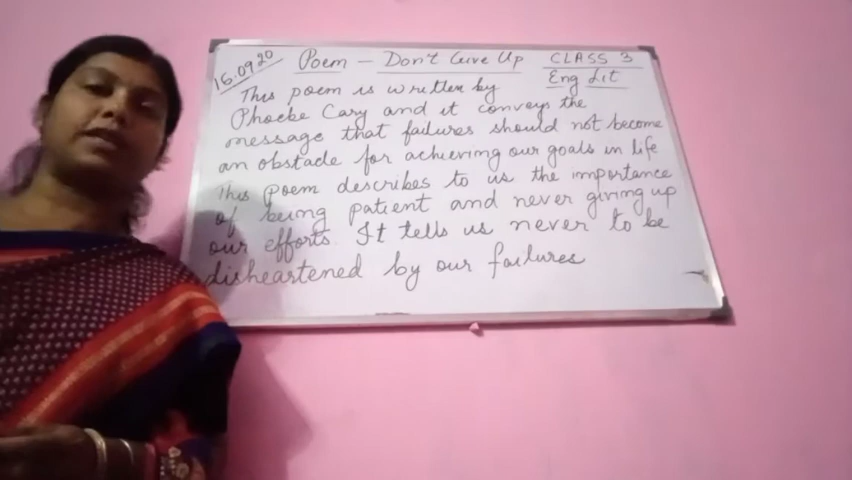 16.09.20 Poem - Don't Give Up CLASS 3
Eng Lit
This poem is written by
Phoebe Cary and it conveys the
message that failures should not become
an obstacle for achieving our goals in life
This poem describes to us the importance
of being patient and never giving up
our efforts. It tells us never to be
disheartened by our failures